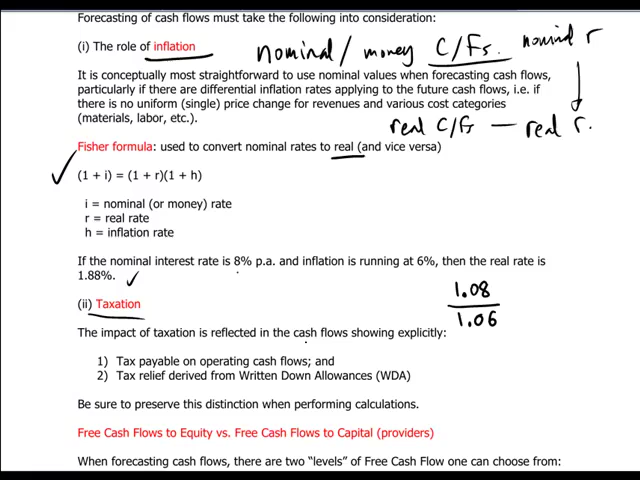 Forecasting of cash flows must take the following into consideration:
(i) The role of inflation
nominal / money C/Fs. nominal r
It is conceptually most straightforward to use nominal values when forecasting cash flows,
particularly if there are differential inflation rates applying to the future cash flows, i.e. if
there is no uniform (single) price change for revenues and various cost categories
(materials, labor, etc.).
real C/Fs — real r.
Fisher formula: used to convert nominal rates to real (and vice versa)
(1 + i) = (1 + r)(1 + h)
i = nominal (or money) rate
r = real rate
h = inflation rate
If the nominal interest rate is 8% p.a. and inflation is running at 6%, then the real rate is
1.88%.
1.08
(ii) Taxation
1.06
The impact of taxation is reflected in the cash flows showing explicitly:
1) Tax payable on operating cash flows; and
2) Tax relief derived from Written Down Allowances (WDA)
Be sure to preserve this distinction when performing calculations.
Free Cash Flows to Equity vs. Free Cash Flows to Capital (providers)
When forecasting cash flows, there are two "levels" of Free Cash Flow one can choose from: